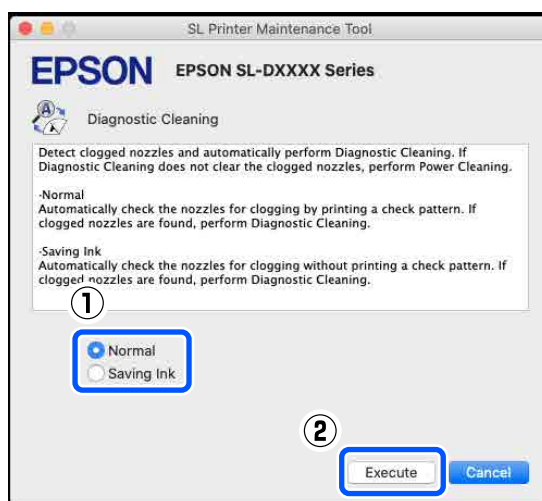 SL Printer Maintenance Tool
EPSON EPSON SL-DXXXX Series
Diagnostic Cleaning
Detect clogged nozzles and automatically perform Diagnostic Cleaning. If
Diagnostic Cleaning does not clear the clogged nozzles, perform Power Cleaning.
-Normal
Automatically check the nozzles for clogging by printing a check pattern. If
clogged nozzles are found, perform Diagnostic Cleaning.
-Saving Ink
Automatically check the nozzles for clogging without printing a check pattern. If
clogged nozzles are found, perform Diagnostic Cleaning.
①
Normal
Saving Ink
②
Execute Cancel